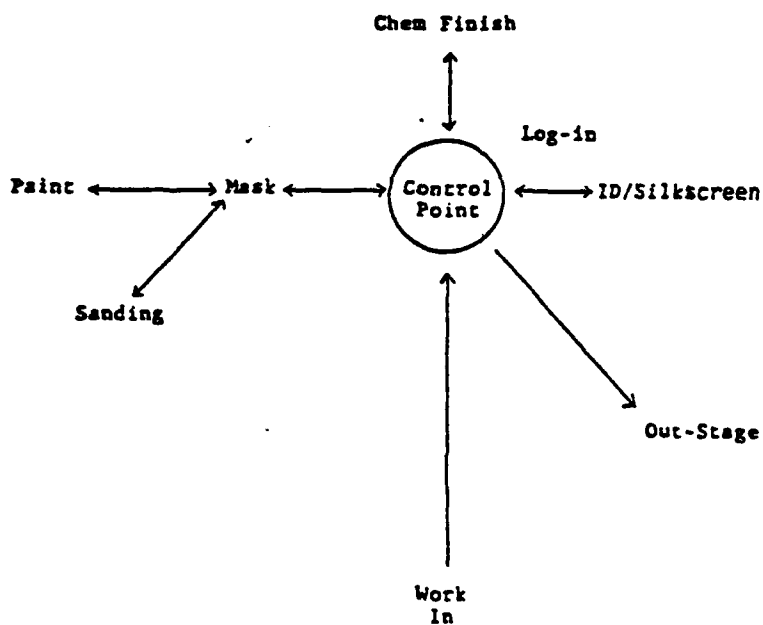 Chem Finish
Log-in
Paint
Mask
Control
Point
ID/Silkscreen
Sanding
Out-Stage
Work
In